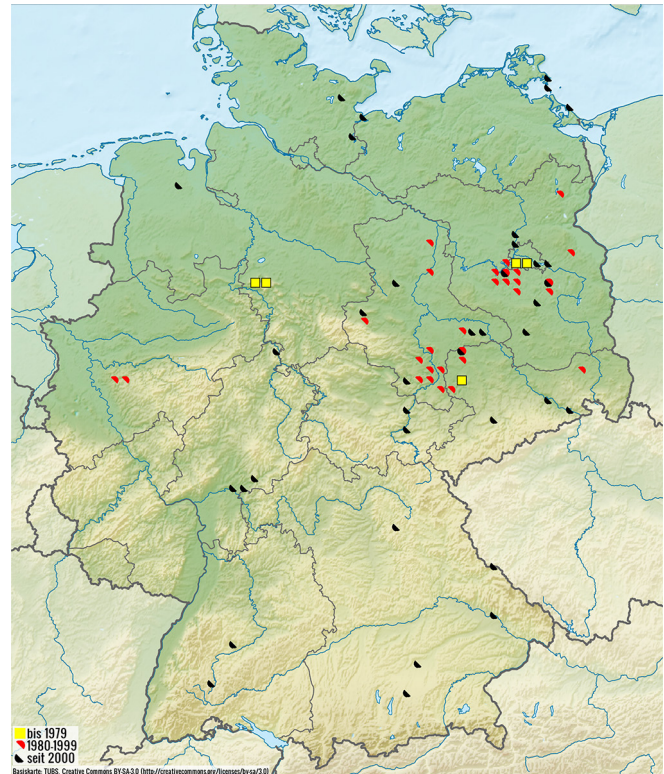 bis 1979
1980-1999
seit 2000
Basiskarte: TUBS, Creative Commons BY-SA-3.0 (http://creativecommons.org/licenses/by-sa/3.0)